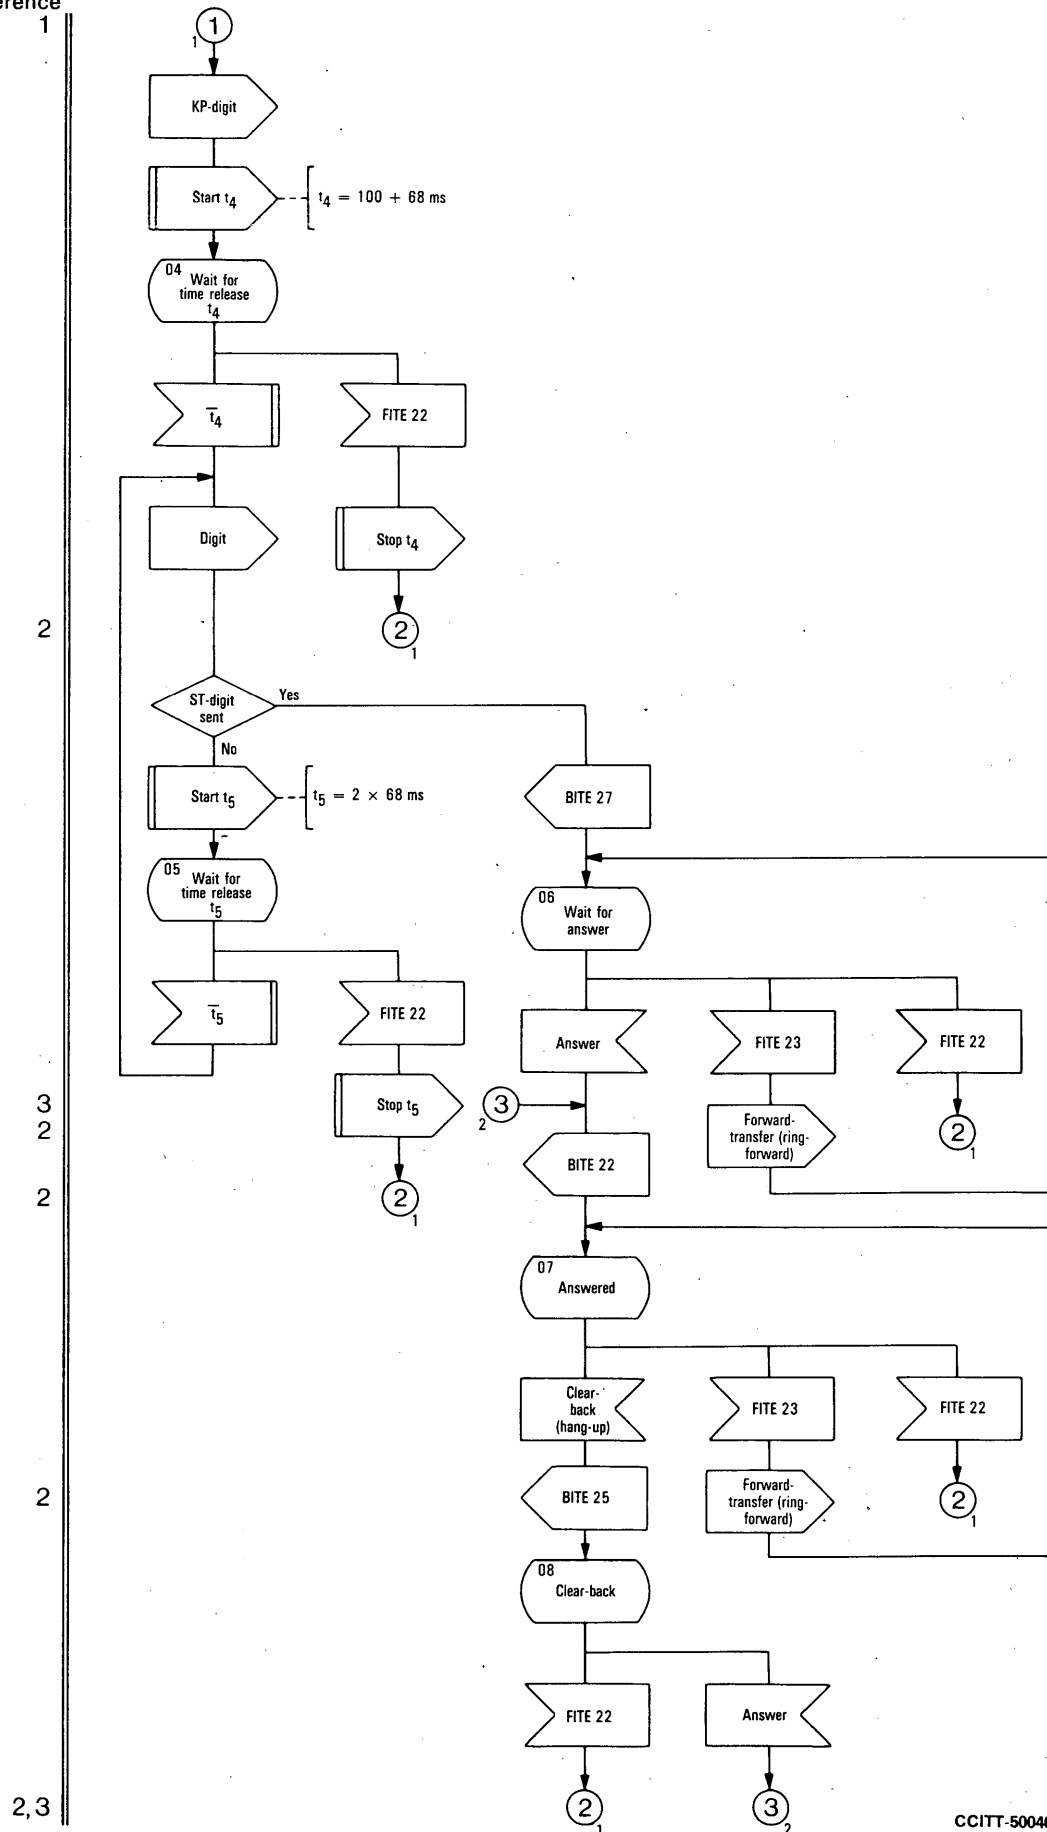 erence
1
1
1
KP-digit
Start t4
t4 = 100 + 68 ms
04
Wait for
time release
t4
t̅4
FITE 22
Digit
Stop t4
2
2
1
ST-digit
sent
Yes
No
Start t5
t5 = 2 × 68 ms
BITE 27
05
Wait for
time release
t5
06
Wait for
answer
t̅5
FITE 22
Answer
FITE 23
FITE 22
3
2
Stop t5
3
2
Forward-
transfer (ring-
forward)
2
1
BITE 22
2
2
1
07
Answered
Clear-
back
(hang-up)
FITE 23
FITE 22
2
BITE 25
Forward-
transfer (ring-
forward)
2
1
08
Clear-back
FITE 22
Answer
2,3
2
1
3
2